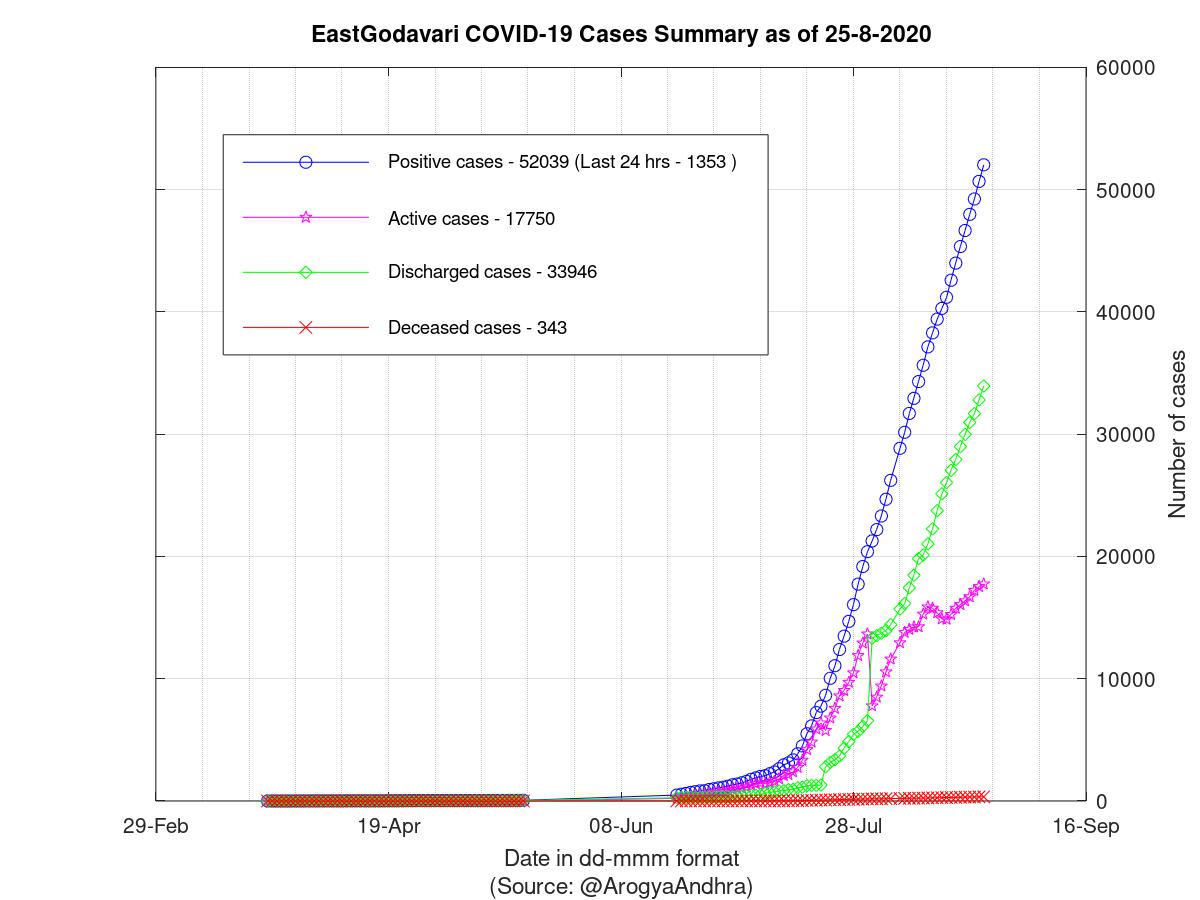 EastGodavari COVID-19 Cases Summary as of 25-8-2020
60000
Positive cases - 52039 (Last 24 hrs - 1353 )
50000
Active cases - 17750
Discharged cases - 33946
40000
Deceased cases - 343
30000
Number of cases
20000
10000
0
29-Feb 19-Apr 08-Jun 28-Jul 16-Sep
Date in dd-mmm format
(Source: @ArogyaAndhra)